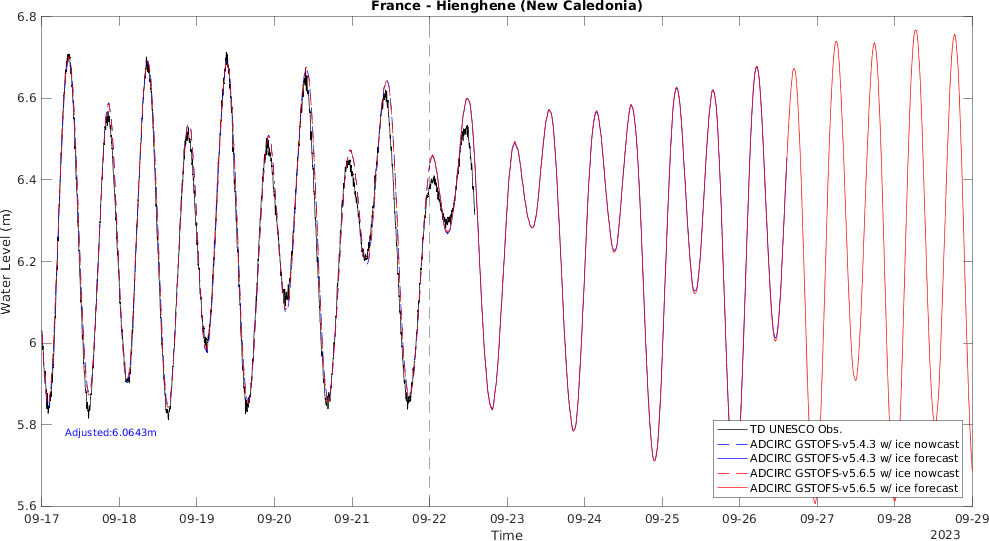 France - Hienghene (New Caledonia)
6.8
6.6
6.4
6.2
6
5.8
5.6
Water Level (m)
Adjusted:6.0643m
TD UNESCO Obs.
ADCIRC GSTOFS-v5.4.3 w/ ice nowcast
ADCIRC GSTOFS-v5.4.3 w/ ice forecast
ADCIRC GSTOFS-v5.6.5 w/ ice nowcast
ADCIRC GSTOFS-v5.6.5 w/ ice forecast
09-17 09-18 09-19 09-20 09-21 09-22 09-23 09-24 09-25 09-26 09-27 09-28 09-29
Time 2023